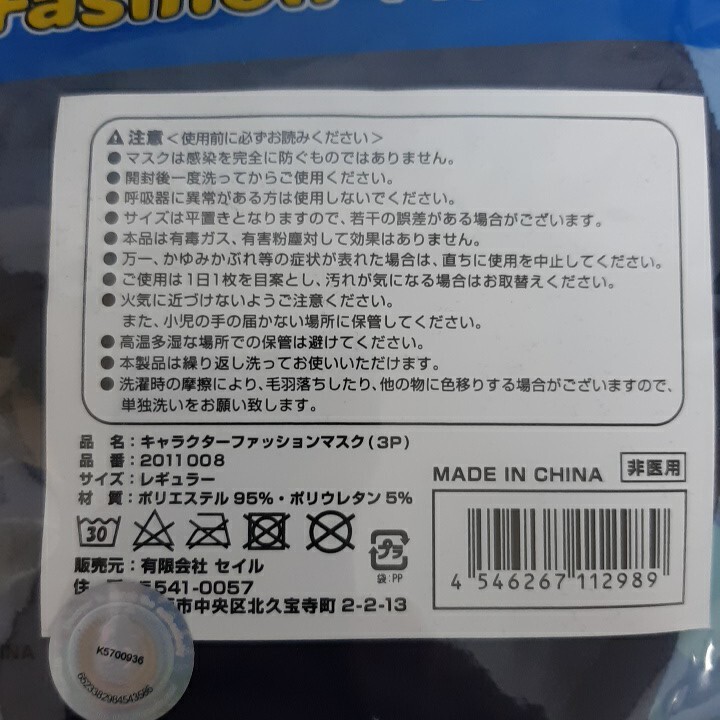 Fashion
⚠注意<使用前に必ずお読みください>
●マスクは感染を完全に防ぐものではありません。
●開封後一度洗ってからご使用ください。
●呼吸器に異常がある方は使用しないでください。
●サイズは平置きとなりますので、若干の誤差がある場合がございます。
●本品は有毒ガス、有害粉塵対して効果はありません。
●万一、かゆみかぶれ等の症状が表れた場合は、直ちに使用を中止してください。
●ご使用は1日1枚を目案とし、汚れが気になる場合はお取替えください。
●火気に近づけないようご注意ください。
また、小児の手の届かない場所に保管してください。
●高温多湿な場所での保管は避けてください。
●本製品は繰り返し洗ってお使いいただけます。
●洗濯時の摩擦により、毛羽落ちしたり、他の物に色移りする場合がございますので、
単独洗いをお願い致します。
品 名:キャラクターファッションマスク(3P)
品 番:2011008
サイズ:レギュラー
材 質:ポリエステル95%・ポリウレタン5%
MADE IN CHINA 非医用
30
プラ
袋:PP
販売元:有限会社 セイル
住 541-0057
市中央区北久宝寺町2-2-13
4 546267 112989
K5700936